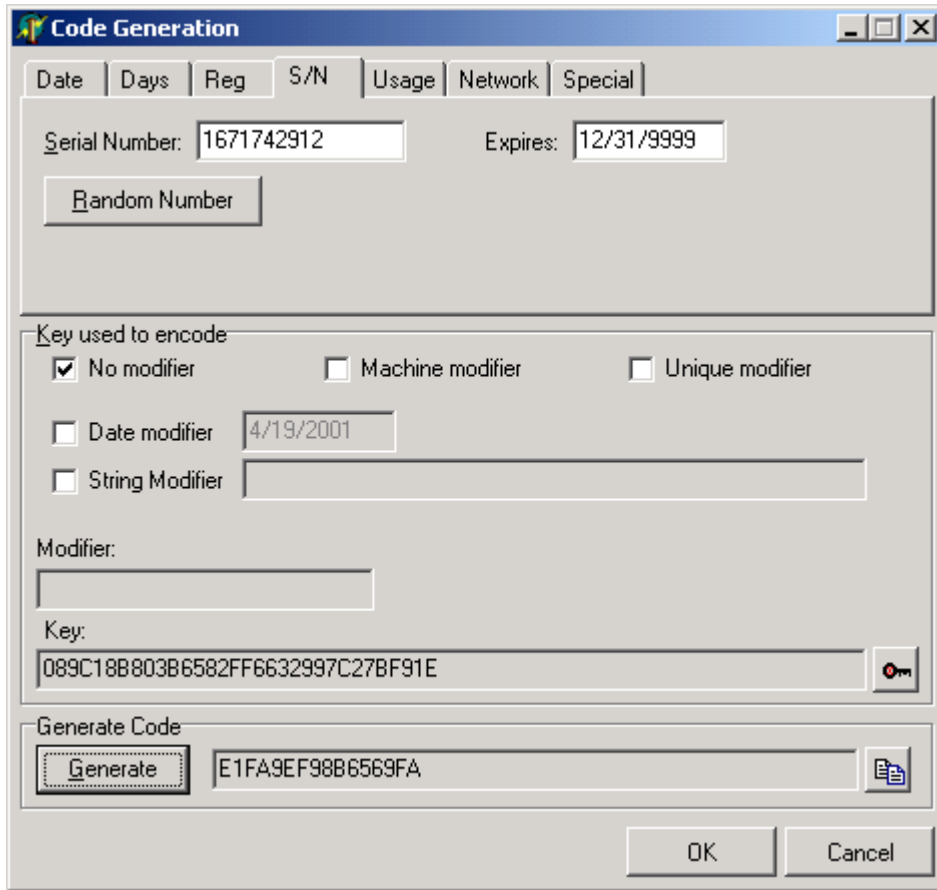 Code Generation
Date Days Reg S/N Usage Network Special
Serial Number: 1671742912 Expires: 12/31/9999
Random Number
Key used to encode
No modifier Machine modifier Unique modifier
Date modifier 4/19/2001
String Modifier
Modifier:
Key:
089C18B803B6582FF6632997C27BF91E
Generate Code
Generate E1FA9EF98B6569FA
OK Cancel